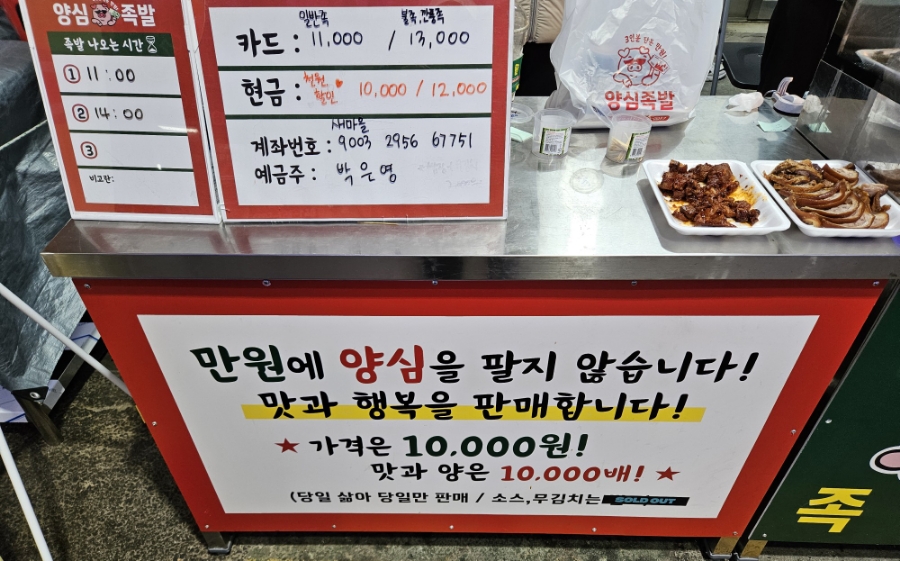 양심 족발
족발 나오는 시간
① 11:00
② 14:00
③
비고란:
일반족 불족,깐풍족
카드 : 11,000 / 13,000
현금 : 천원 할인 10,000 / 12,000
새마을
계좌번호 : 9003 2956 67751
예금주 : 박은영
양심족발
만원에 양심을 팔지 않습니다!
맛과 행복을 판매합니다!
★ 가격은 10,000원!
맛과 양은 10,000배! ★
(당일 삶아 당일만 판매 / 소스,무김치는 SOLD OUT
족